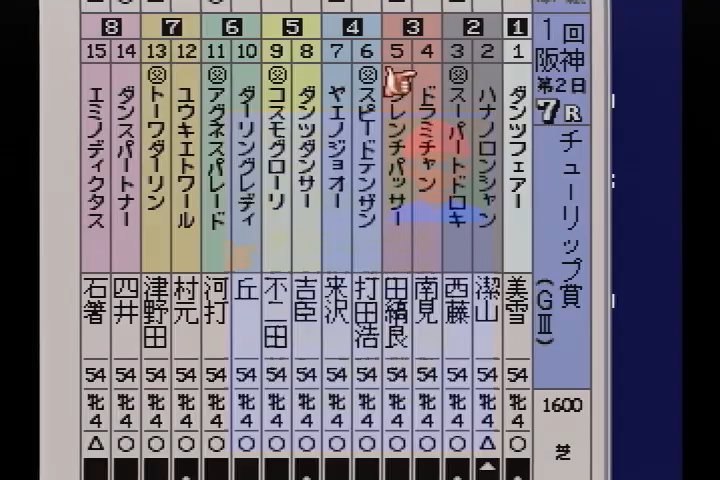 1回阪神
第2日
7R
チューリップ賞
(GⅢ)
1600
芝
1 1 ダンツフェアー 美雪 54 牝4 ○
2 2 ハナノロンシャン 潔山 54 牝4 △
3 スーパートドロキ 西藤 54 牝4 ○
3 4 ドラミチャン 南見 54 牝4 ○
5 レンチパッサー 田縞良 54 牝4 ○
4 6 スピードテンザン 打田浩 54 牝4 ○
7 ヤエノジョオー 来沢 54 牝4 ○
5 8 ダンツダンサー 吉臣 54 牝4 ○
9 コスモグローリ 不二田 54 牝4 ○
6 10 ダーリングレディ 丘 54 牝4 ○
11 アグネスパレード 河打 54 牝4 ○
7 12 ユウキエトワール 村元 54 牝4 ○
13 トーワダーリン 津野田 54 牝4 ○
8 14 ダンスパートナー 四井 54 牝4 ○
15 エミノディクタス 石箸 54 牝4 △